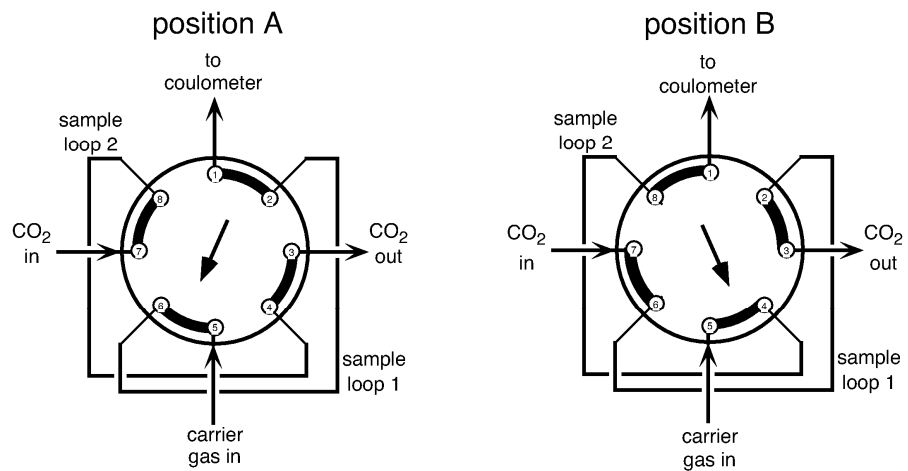 position A
to
coulometer
sample
loop 2
1
2
8
CO2
in
7
3
CO2
out
6
4
5
sample
loop 1
carrier
gas in
position B
to
coulometer
sample
loop 2
1
8
2
CO2
in
7
3
CO2
out
6
4
5
sample
loop 1
carrier
gas in